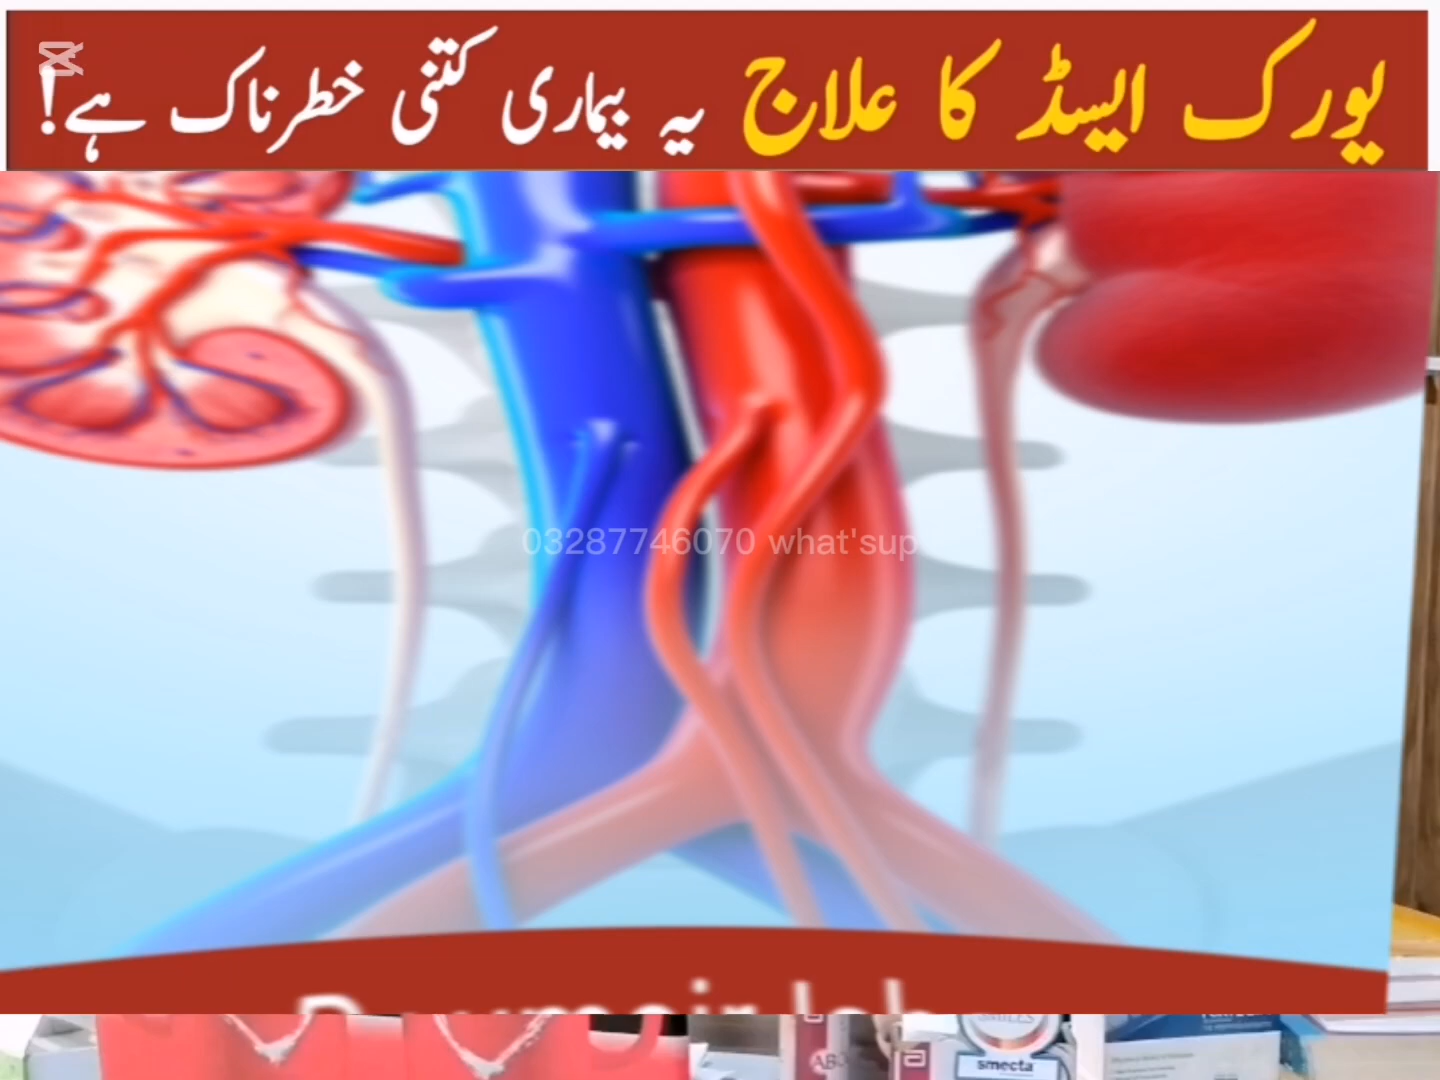 یورک ایسڈ کا علاج یہ بیماری کتنی خطرناک ہے!
03287746070 what'sup
smecta